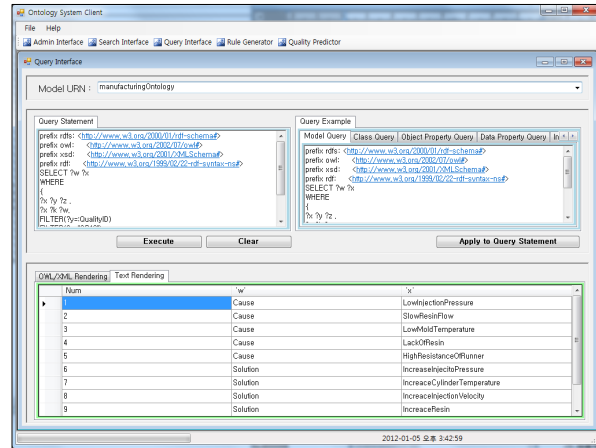 Ontology System Client
File Help
Admin Interface Search Interface Query Interface Rule Generator Quality Predictor
Query Interface
Model URN : manufacturingOntology
Query Statement
prefix rdfs: <http://www.w3.org/2000/01/rdf-schema#>
prefix owl: <http://www.w3.org/2002/07/owl#>
prefix xsd: <http://www.w3.org/2001/XMLSchema#>
prefix rdf: <http://www.w3.org/1999/02/22-rdf-syntax-ns#>
SELECT ?w ?x
WHERE
{
?x ?y ?z ,
?x ?k ?w,
FILTER(?y=:QualityID)
Execute Clear
Query Example
Model Query Class Query Object Property Query Data Property Query In
prefix rdfs: <http://www.w3.org/2000/01/rdf-schema#>
prefix owl: <http://www.w3.org/2002/07/owl#>
prefix xsd: <http://www.w3.org/2001/XMLSchema#>
prefix rdf: <http://www.w3.org/1999/02/22-rdf-syntax-ns#>
SELECT ?w ?x
WHERE
{
?x ?y ?z ,
Apply to Query Statement
OWL/XML Rendering Text Rendering
Num 'w' 'x'
1 Cause LowInjectionPressure
2 Cause SlowResinFlow
3 Cause LowMoldTemperature
4 Cause LackOfResin
5 Cause HighResistanceOfRunner
6 Solution IncreaseInjecitoPressure
7 Solution IncreaceCylinderTemperature
8 Solution IncreaceInjectionVelocity
9 Solution IncreaceResin
2012-01-05 오후 3:42:59